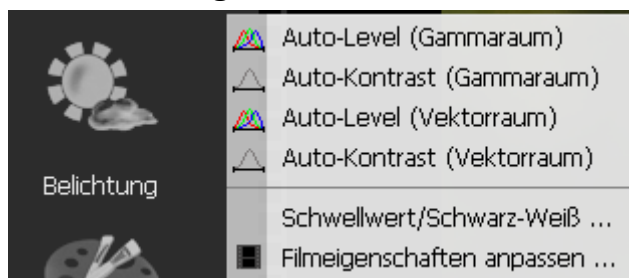 Auto-Level (Gammaraum)
Auto-Kontrast (Gammaraum)
Auto-Level (Vektorraum)
Auto-Kontrast (Vektorraum)
Belichtung
Schwellwert/Schwarz-Weiß ...
Filmeigenschaften anpassen ...